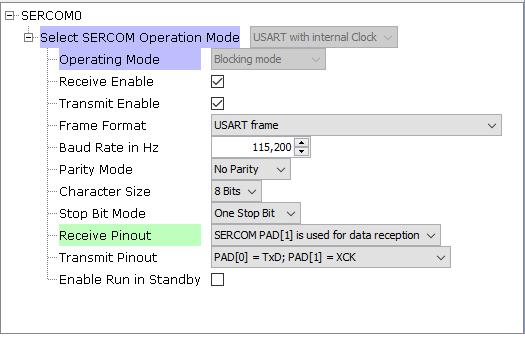 SERCOM0
Select SERCOM Operation Mode USART with internal Clock
Operating Mode Blocking mode
Receive Enable
Transmit Enable
Frame Format USART frame
Baud Rate in Hz 115,200
Parity Mode No Parity
Character Size 8 Bits
Stop Bit Mode One Stop Bit
Receive Pinout SERCOM PAD[1] is used for data reception
Transmit Pinout PAD[0] = TxD; PAD[1] = XCK
Enable Run in Standby